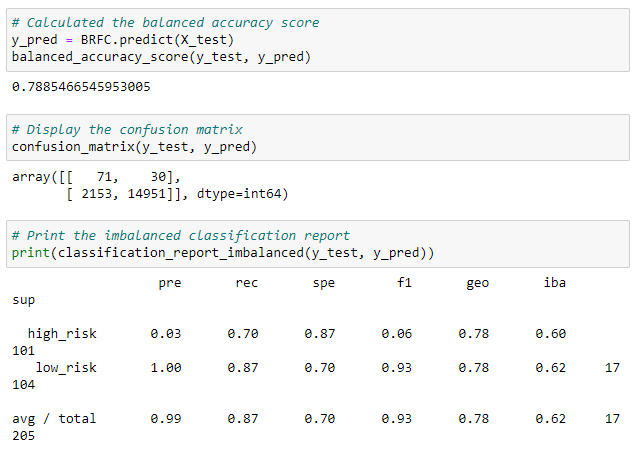 # Calculated the balanced accuracy score
y_pred = BRFC.predict(X_test)
balanced_accuracy_score(y_test, y_pred)
0.7885466545953005
# Display the confusion matrix
confusion_matrix(y_test, y_pred)
array([[   71,    30],
       [ 2153, 14951]], dtype=int64)
# Print the imbalanced classification report
print(classification_report_imbalanced(y_test, y_pred))
                   pre       rec       spe        f1       geo       iba
sup
  high_risk       0.03      0.70      0.87      0.06      0.78      0.60
101
   low_risk       1.00      0.87      0.70      0.93      0.78      0.62     17
104
avg / total       0.99      0.87      0.70      0.93      0.78      0.62     17
205